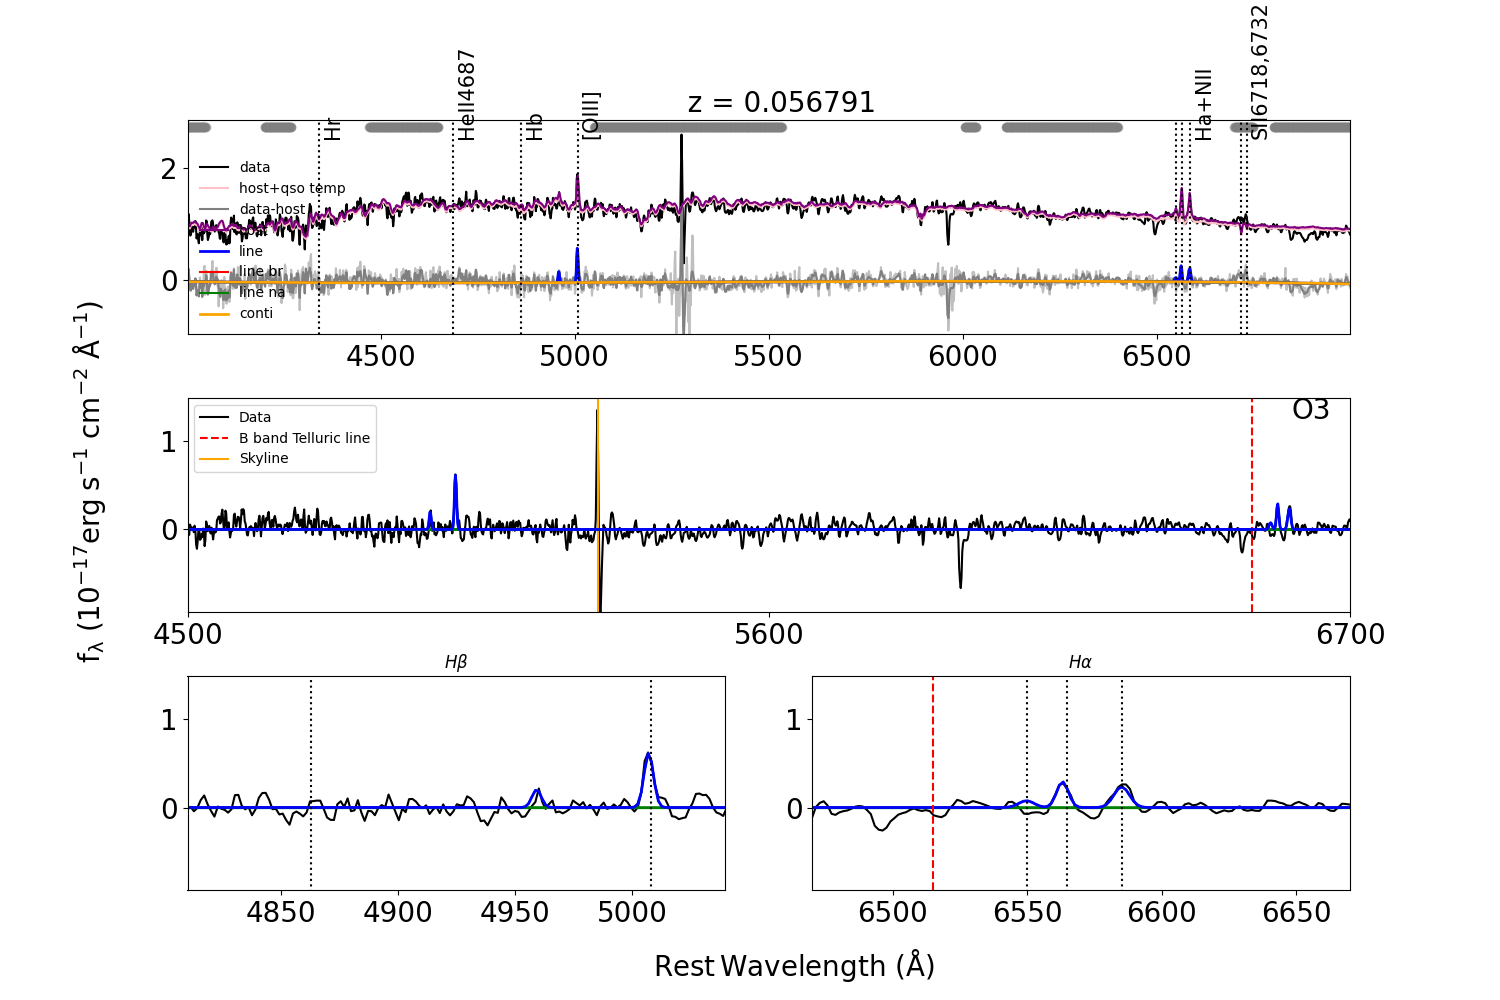 z = 0.056791
Hr
HeII4687
Hb
[OIII]
Ha+NII
SII6718,6732
data
host+qso temp
data-host
line
line br
line na
conti
2
0
4500 5000 5500 6000 6500
fλ (10⁻¹⁷erg s⁻¹ cm⁻² Å⁻¹)
O3
Data
B band Telluric line
Skyline
1
0
4500 5600 6700
Hβ
1
0
4850 4900 4950 5000
Hα
1
0
6500 6550 6600 6650
Rest Wavelength (Å)